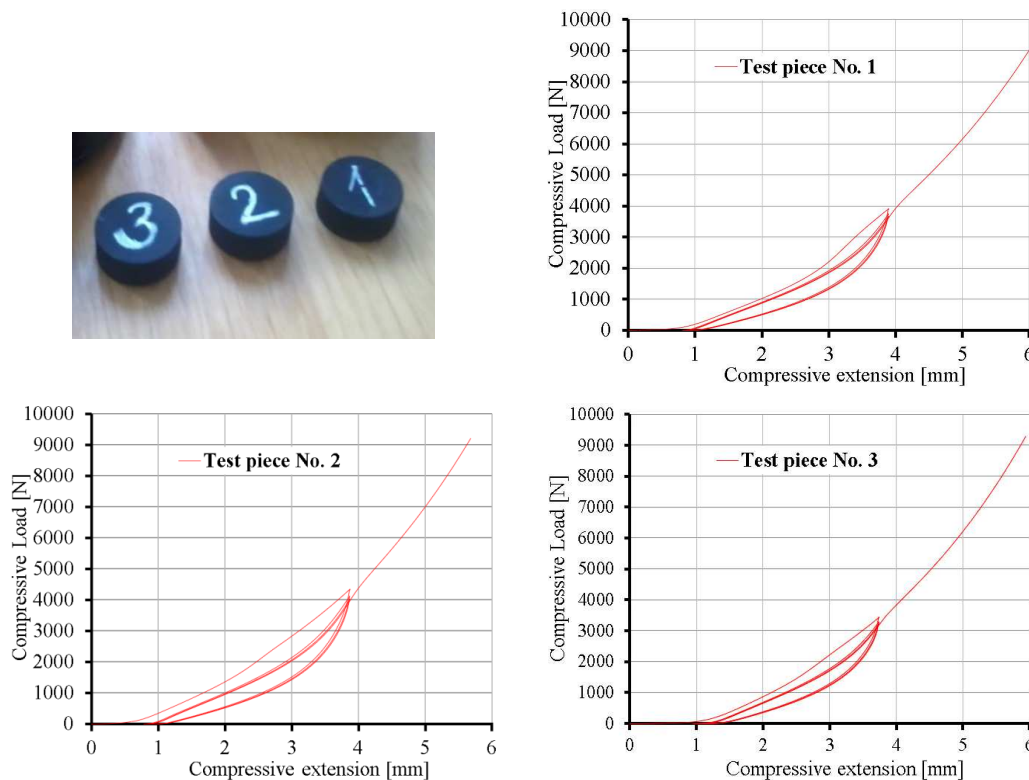 3 2 1
10000
9000
8000
7000
6000
5000
4000
3000
2000
1000
0
Compressive Load [N]
Test piece No. 1
0 1 2 3 4 5 6
Compressive extension [mm]
10000
9000
8000
7000
6000
5000
4000
3000
2000
1000
0
Compressive Load [N]
Test piece No. 2
0 1 2 3 4 5 6
Compressive extension [mm]
10000
9000
8000
7000
6000
5000
4000
3000
2000
1000
0
Compressive Load [N]
Test piece No. 3
0 1 2 3 4 5 6
Compressive extension [mm]